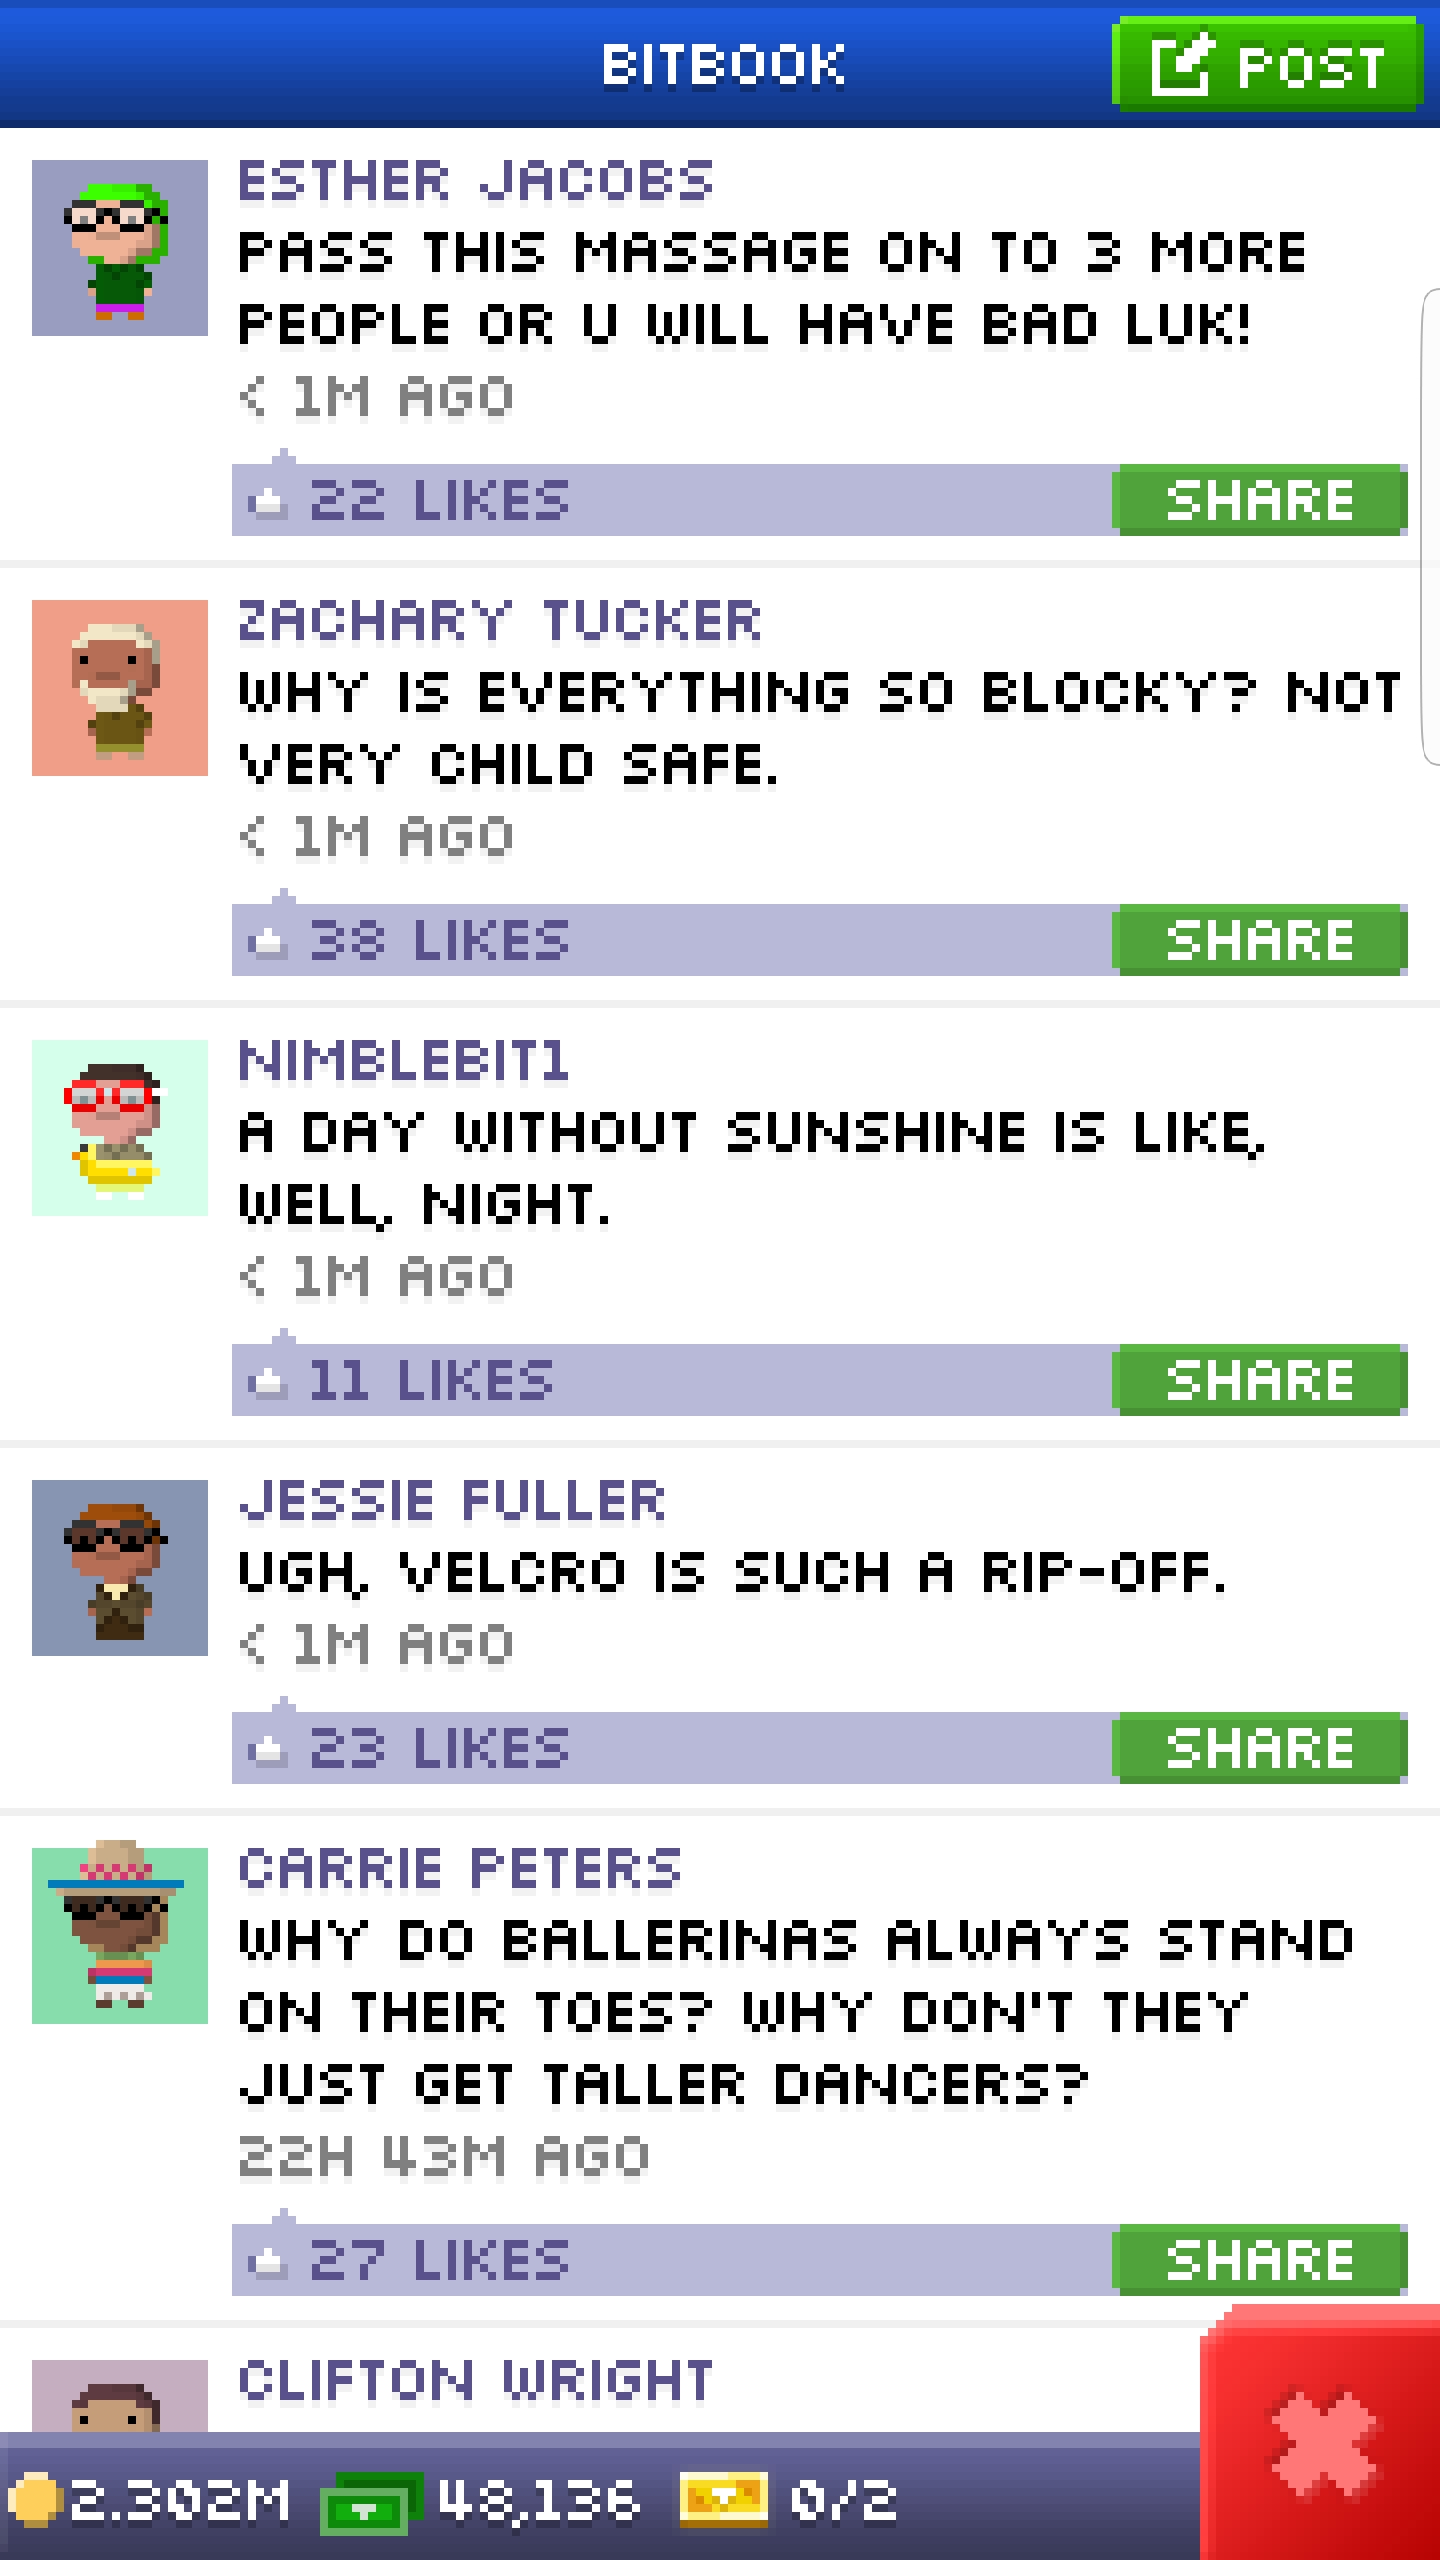 BITBOOK
POST
ESTHER JACOBS
PASS THIS MASSAGE ON TO 3 MORE
PEOPLE OR U WILL HAVE BAD LUK!
< 1M AGO
22 LIKES
SHARE
ZACHARY TUCKER
WHY IS EVERYTHING SO BLOCKY? NOT
VERY CHILD SAFE.
< 1M AGO
38 LIKES
SHARE
NIMBLEBIT1
A DAY WITHOUT SUNSHINE IS LIKE,
WELL, NIGHT.
< 1M AGO
11 LIKES
SHARE
JESSIE FULLER
UGH, VELCRO IS SUCH A RIP-OFF.
< 1M AGO
23 LIKES
SHARE
CARRIE PETERS
WHY DO BALLERINAS ALWAYS STAND
ON THEIR TOES? WHY DON'T THEY
JUST GET TALLER DANCERS?
22H 43M AGO
27 LIKES
SHARE
CLIFTON WRIGHT
2.302M 48,136 0/2